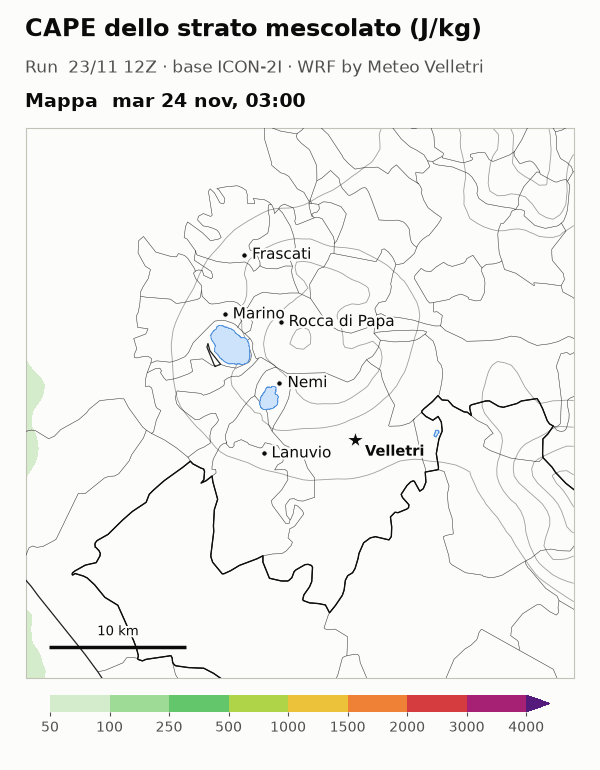 CAPE dello strato mescolato (J/kg)
Run  23/11 12Z · base ICON-2I · WRF by Meteo Velletri
Mappa  mar 24 nov, 03:00
Frascati
Marino
Rocca di Papa
Nemi
Velletri
Lanuvio
10 km
50 100 250 500 1000 1500 2000 3000 4000